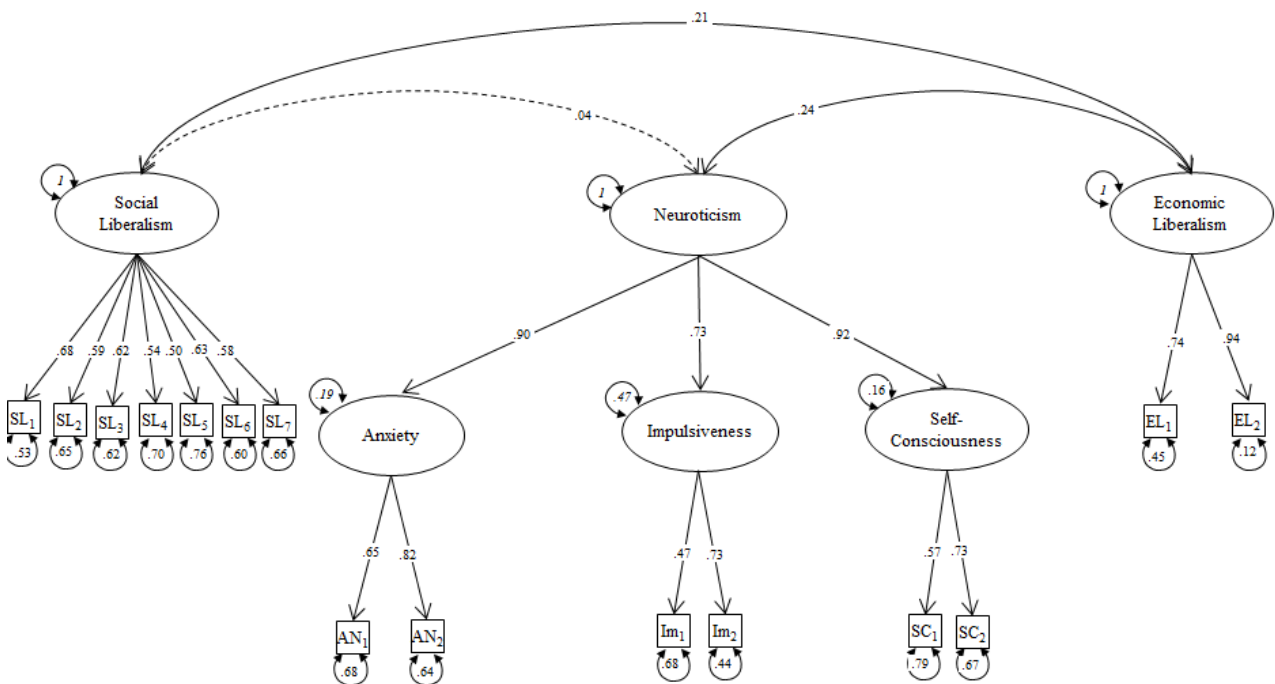 .21
.04
.24
1
Social
Liberalism
1
Neuroticism
1
Economic
Liberalism
.68
.59
.62
.54
.50
.63
.58
.90
.73
.92
.74
.94
SL1
SL2
SL3
SL4
SL5
SL6
SL7
.53
.65
.62
.70
.76
.60
.66
.19
Anxiety
.47
Impulsiveness
.16
Self-
Consciousness
EL1
EL2
.45
.12
.65
.82
.47
.73
.57
.73
AN1
AN2
Im1
Im2
SC1
SC2
.68
.64
.68
.44
.79
.67